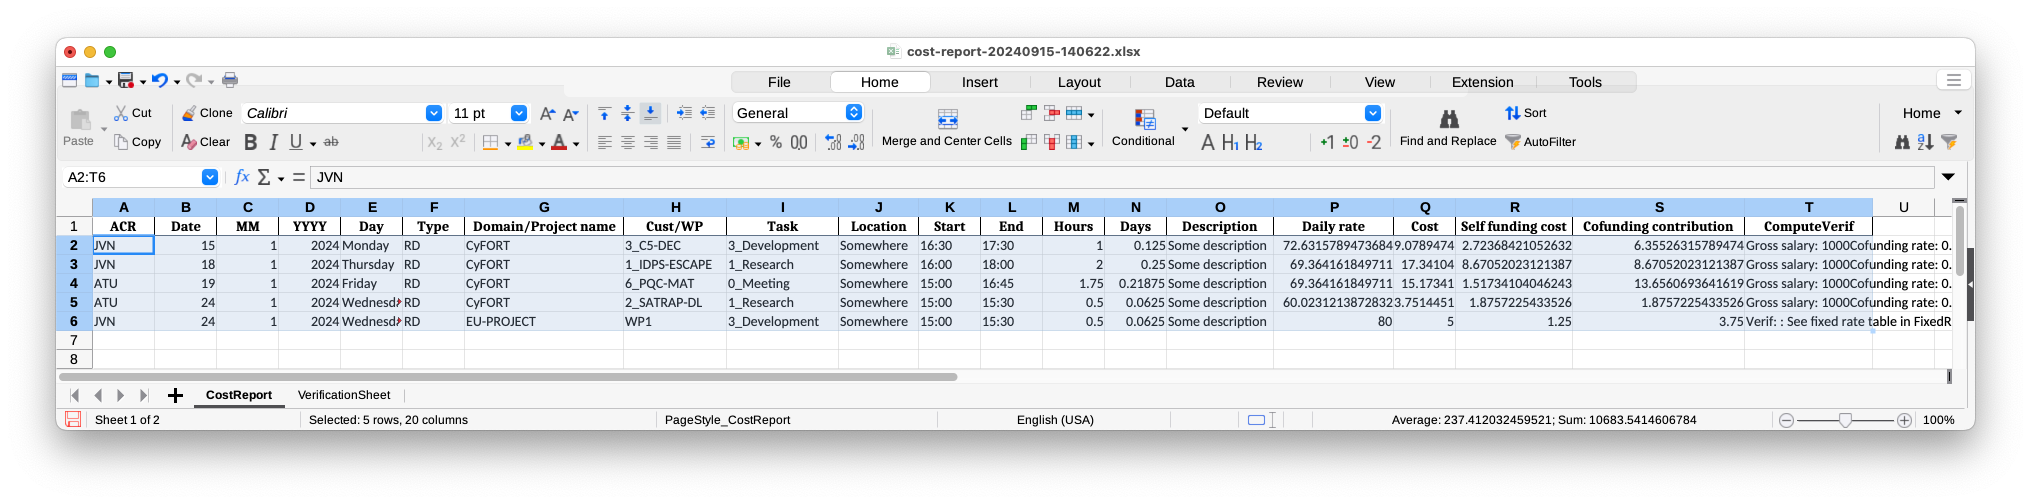 cost-report-20240915-140622.xlsx
File Home Insert Layout Data Review View Extension Tools
Cut Clone Calibri 11 pt General Default Sort Home
Paste Copy Clear B I U ab X₂ X² A % 0.0 Merge and Center Cells Conditional A H1 H2 +1 ±0 -2 Find and Replace AutoFilter
A2:T6 fx Σ = JVN
A B C D E F G H I J K L M N O P Q R S T U
1 ACR Date MM YYYY Day Type Domain/Project name Cust/WP Task Location Start End Hours Days Description Daily rate Cost Self funding cost Cofunding contribution ComputeVerif
2 JVN 15 1 2024 Monday RD CyFORT 3_C5-DEC 3_Development Somewhere 16:30 17:30 1 0.125 Some description 72.6315789473684 9.0789474 2.72368421052632 6.35526315789474 Gross salary: 1000Cofunding rate: 0.
3 JVN 18 1 2024 Thursday RD CyFORT 1_IDPS-ESCAPE 1_Research Somewhere 16:00 18:00 2 0.25 Some description 69.364161849711 17.34104 8.67052023121387 8.67052023121387 Gross salary: 1000Cofunding rate: 0.
4 ATU 19 1 2024 Friday RD CyFORT 6_PQC-MAT 0_Meeting Somewhere 15:00 16:45 1.75 0.21875 Some description 69.364161849711 15.17341 1.51734104046243 13.6560693641619 Gross salary: 1000Cofunding rate: 0.
5 ATU 24 1 2024 Wednesd RD CyFORT 2_SATRAP-DL 1_Research Somewhere 15:00 15:30 0.5 0.0625 Some description 60.0231213872832 3.7514451 1.8757225433526 1.8757225433526 Gross salary: 1000Cofunding rate: 0.
6 JVN 24 1 2024 Wednesd RD EU-PROJECT WP1 3_Development Somewhere 15:00 15:30 0.5 0.0625 Some description 80 5 1.25 3.75 Verif: : See fixed rate table in FixedR
7
8
CostReport VerificationSheet
Sheet 1 of 2 Selected: 5 rows, 20 columns PageStyle_CostReport English (USA) Average: 237.412032459521; Sum: 10683.5414606784 100%